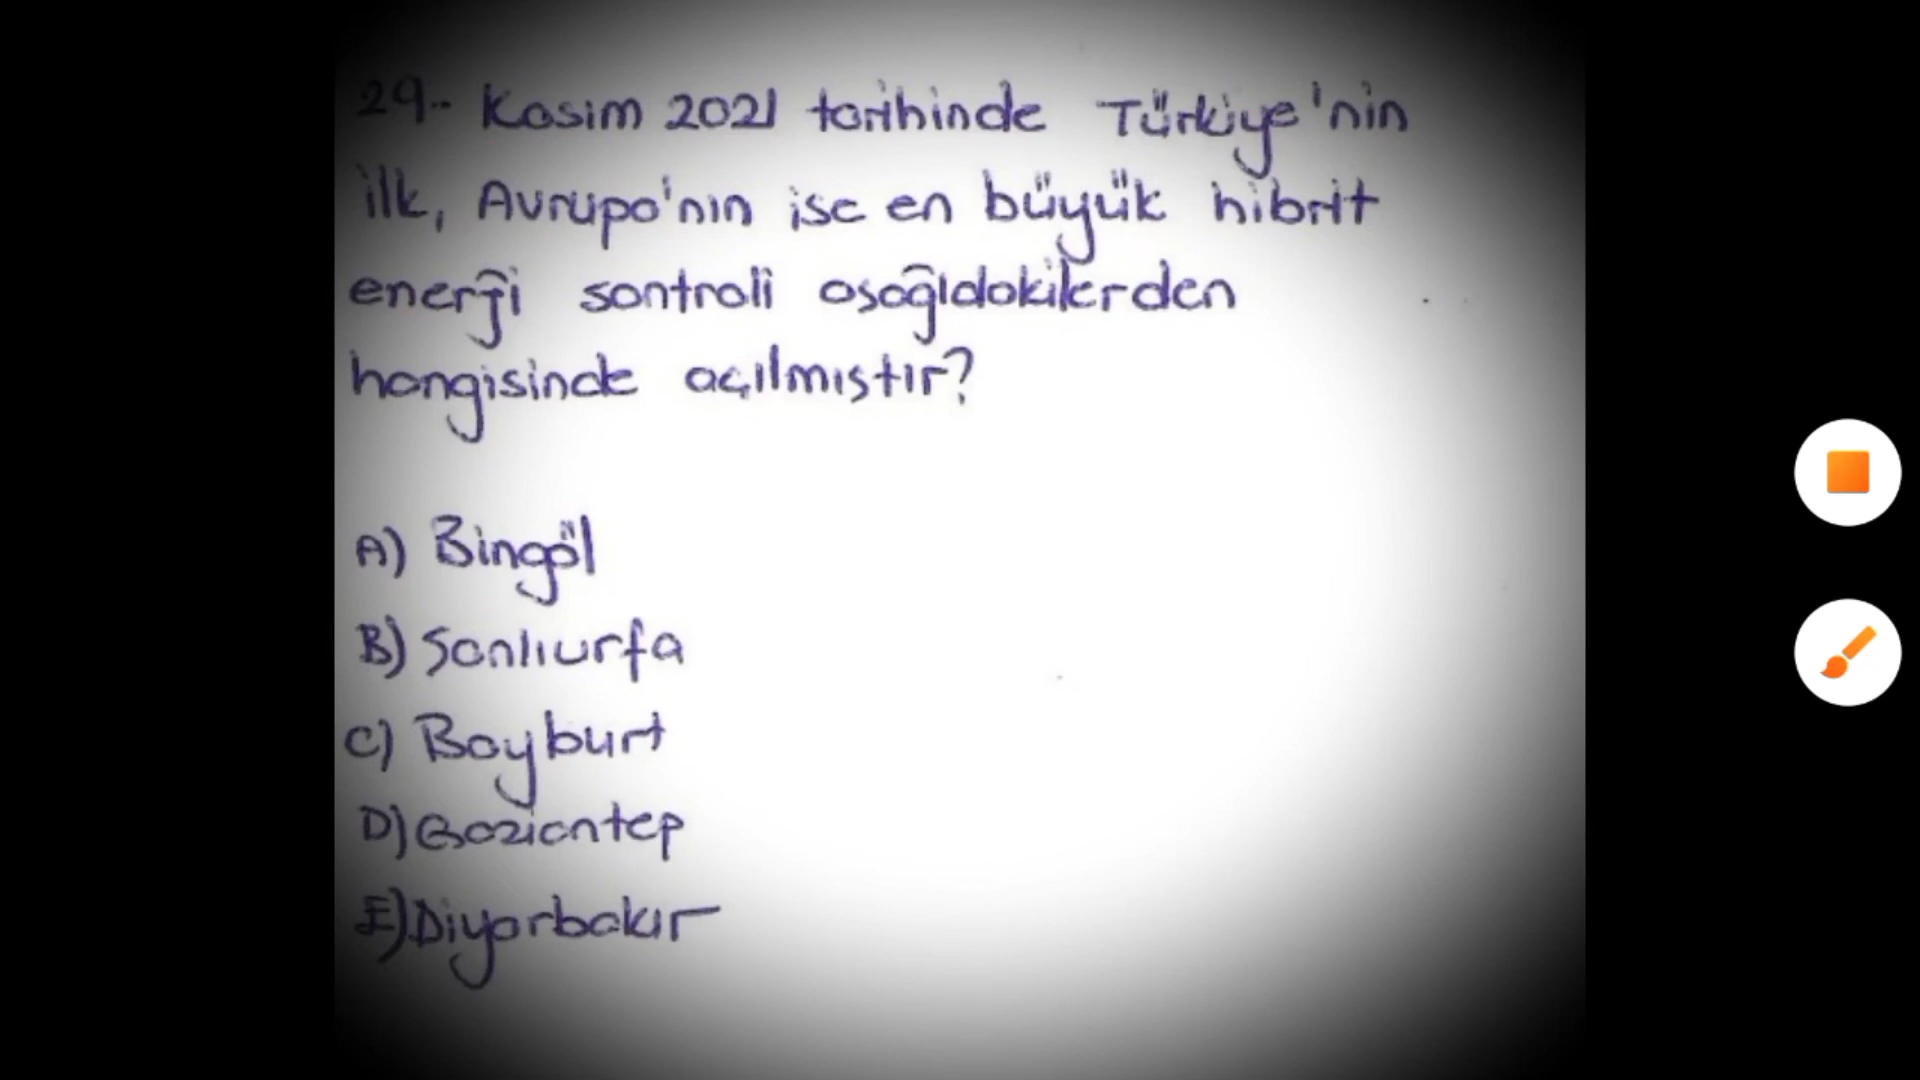 29- Kasım 2021 tarihinde Türkiye'nin
ilk, Avrupa'nın ise en büyük hibrit
enerji santrali aşağıdakilerden
hangisinde açılmıştır?
A) Bingöl
B) Şanlıurfa
C) Bayburt
D) Gaziantep
E) Diyarbakır